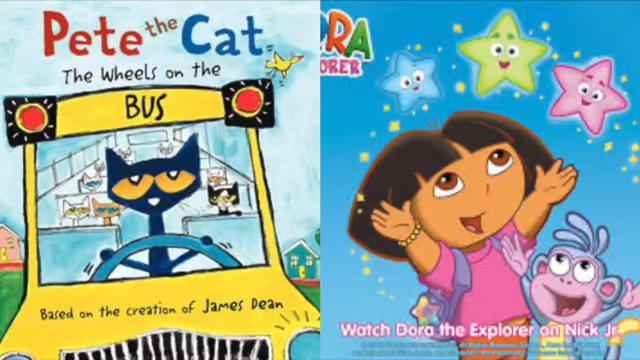 Pete the Cat
The Wheels on the
BUS
Based on the creation of James Dean
RA
ORER
Watch Dora the Explorer on Nick Jr